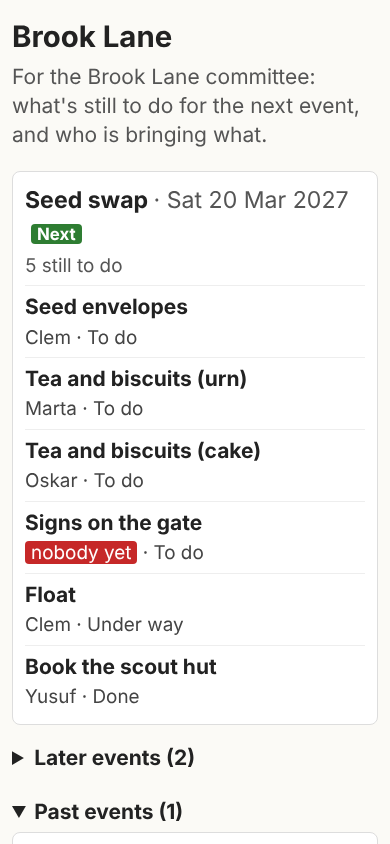 Brook Lane
For the Brook Lane committee:
what's still to do for the next event,
and who is bringing what.
Seed swap · Sat 20 Mar 2027
Next
5 still to do
Seed envelopes
Clem · To do
Tea and biscuits (urn)
Marta · To do
Tea and biscuits (cake)
Oskar · To do
Signs on the gate
nobody yet · To do
Float
Clem · Under way
Book the scout hut
Yusuf · Done
Later events (2)
Past events (1)